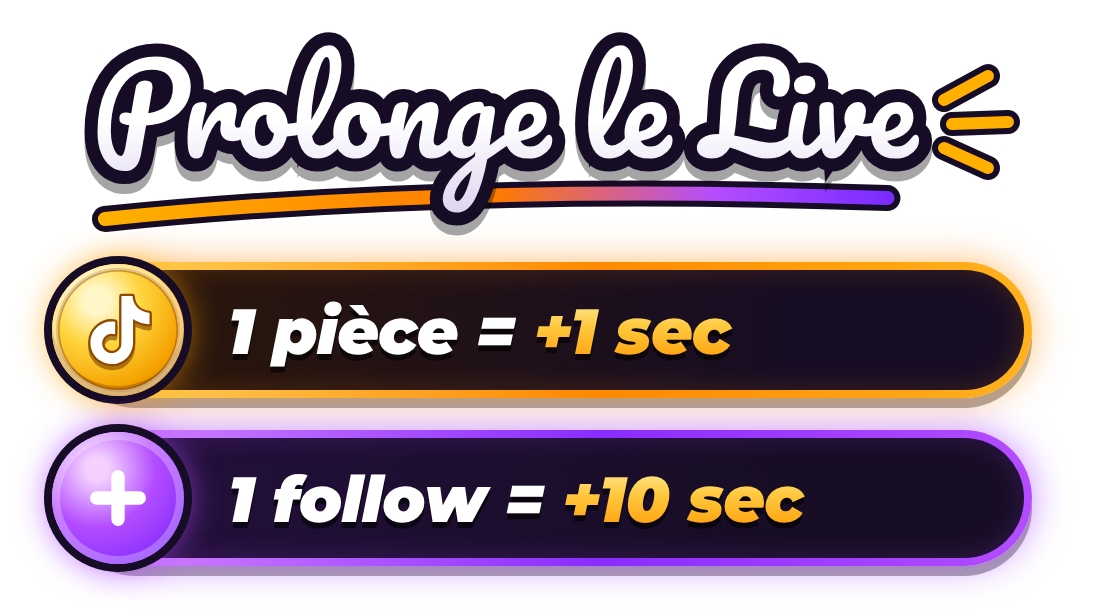 Prolonge le Live
1 pièce = +1 sec
1 follow = +10 sec